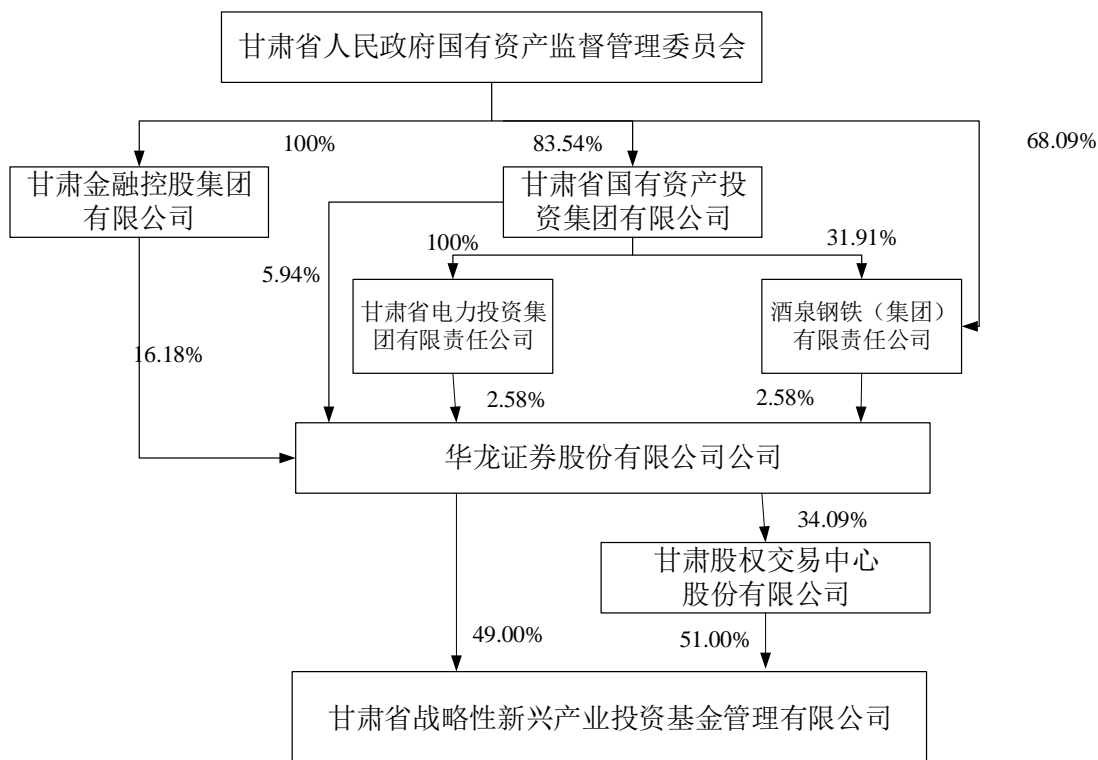 甘肃省人民政府国有资产监督管理委员会
100%
83.54%
68.09%
甘肃金融控股集团
有限公司
甘肃省国有资产投
资集团有限公司
5.94%
100%
31.91%
甘肃省电力投资集
团有限责任公司
酒泉钢铁（集团）
有限责任公司
16.18%
2.58%
2.58%
华龙证券股份有限公司公司
34.09%
甘肃股权交易中心
股份有限公司
49.00%
51.00%
甘肃省战略性新兴产业投资基金管理有限公司